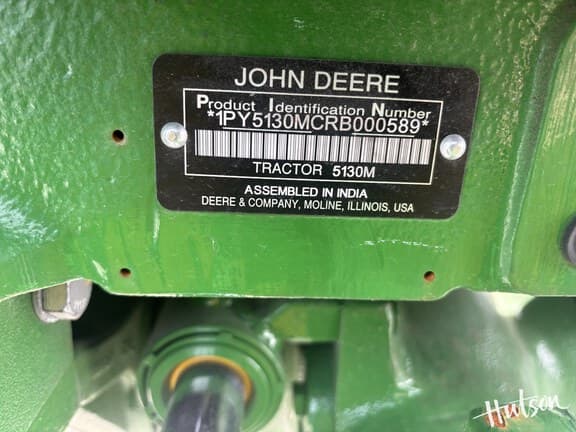 JOHN DEERE
Product Identification Number
*1PY5130MCRB000589*
TRACTOR 5130M
ASSEMBLED IN INDIA
DEERE & COMPANY, MOLINE, ILLINOIS, USA
Hutson